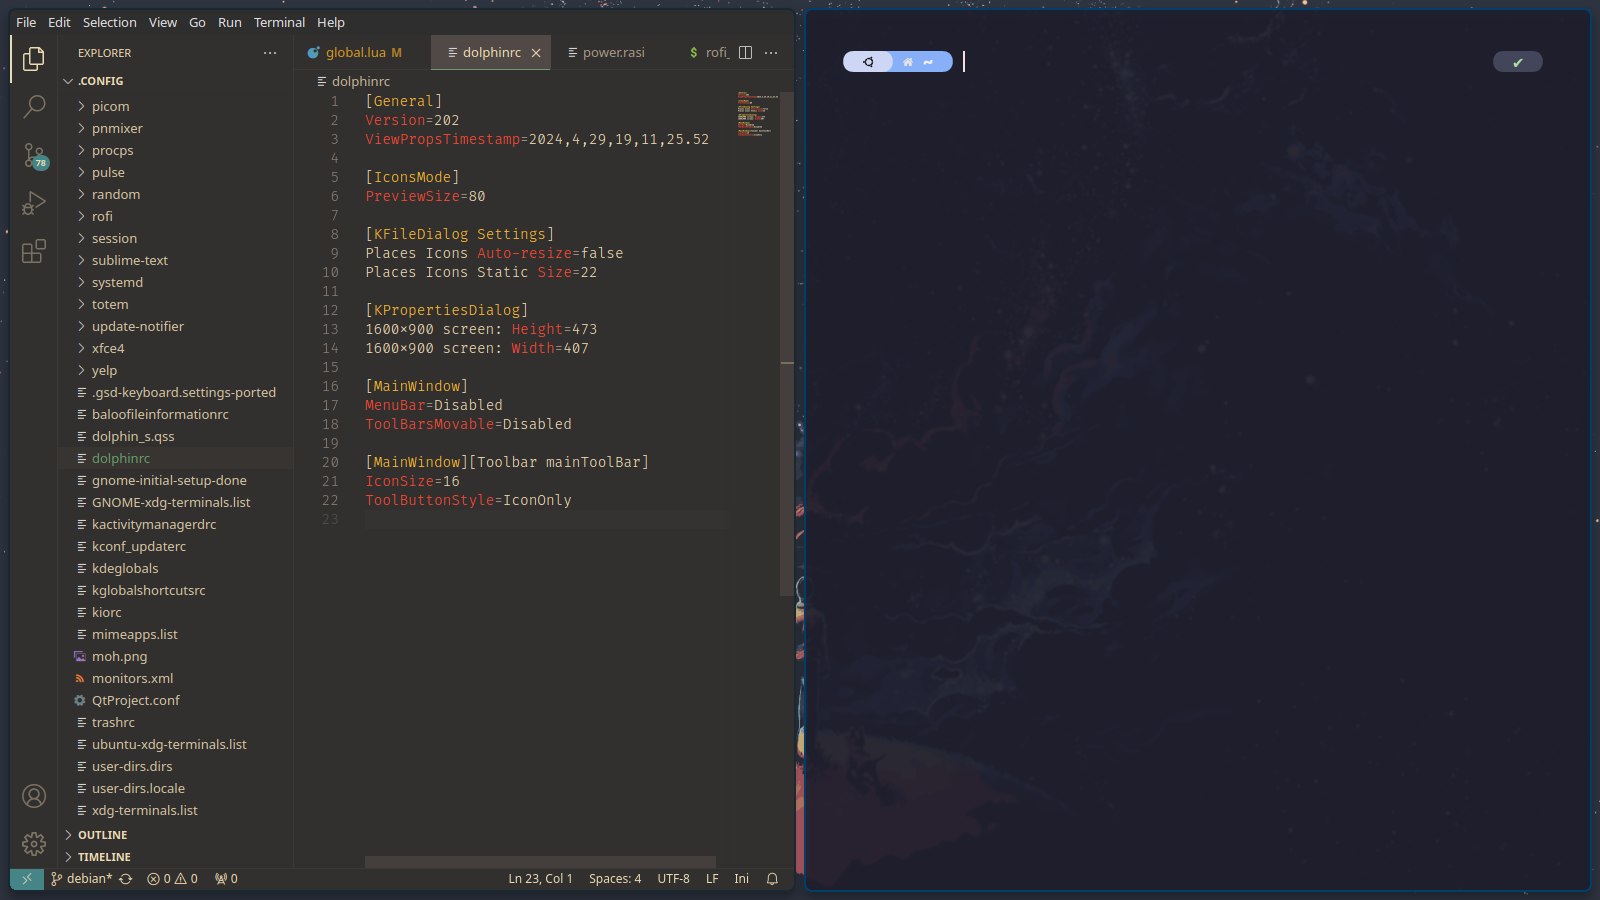 File Edit Selection View Go Run Terminal Help
EXPLORER
global.lua M
dolphinrc
power.rasi
rofi_
.CONFIG
dolphinrc
picom
pnmixer
procps
pulse
random
rofi
session
sublime-text
systemd
totem
update-notifier
xfce4
yelp
.gsd-keyboard.settings-ported
baloofileinformationrc
dolphin_s.qss
dolphinrc
gnome-initial-setup-done
GNOME-xdg-terminals.list
kactivitymanagerdrc
kconf_updaterc
kdeglobals
kglobalshortcutsrc
kiorc
mimeapps.list
moh.png
monitors.xml
QtProject.conf
trashrc
ubuntu-xdg-terminals.list
user-dirs.dirs
user-dirs.locale
xdg-terminals.list
OUTLINE
TIMELINE
78
1 [General]
2 Version=202
3 ViewPropsTimestamp=2024,4,29,19,11,25.52
4
5 [IconsMode]
6 PreviewSize=80
7
8 [KFileDialog Settings]
9 Places Icons Auto-resize=false
10 Places Icons Static Size=22
11
12 [KPropertiesDialog]
13 1600×900 screen: Height=473
14 1600×900 screen: Width=407
15
16 [MainWindow]
17 MenuBar=Disabled
18 ToolBarsMovable=Disabled
19
20 [MainWindow][Toolbar mainToolBar]
21 IconSize=16
22 ToolButtonStyle=IconOnly
23
debian* 0 0 0 Ln 23, Col 1 Spaces: 4 UTF-8 LF Ini
~